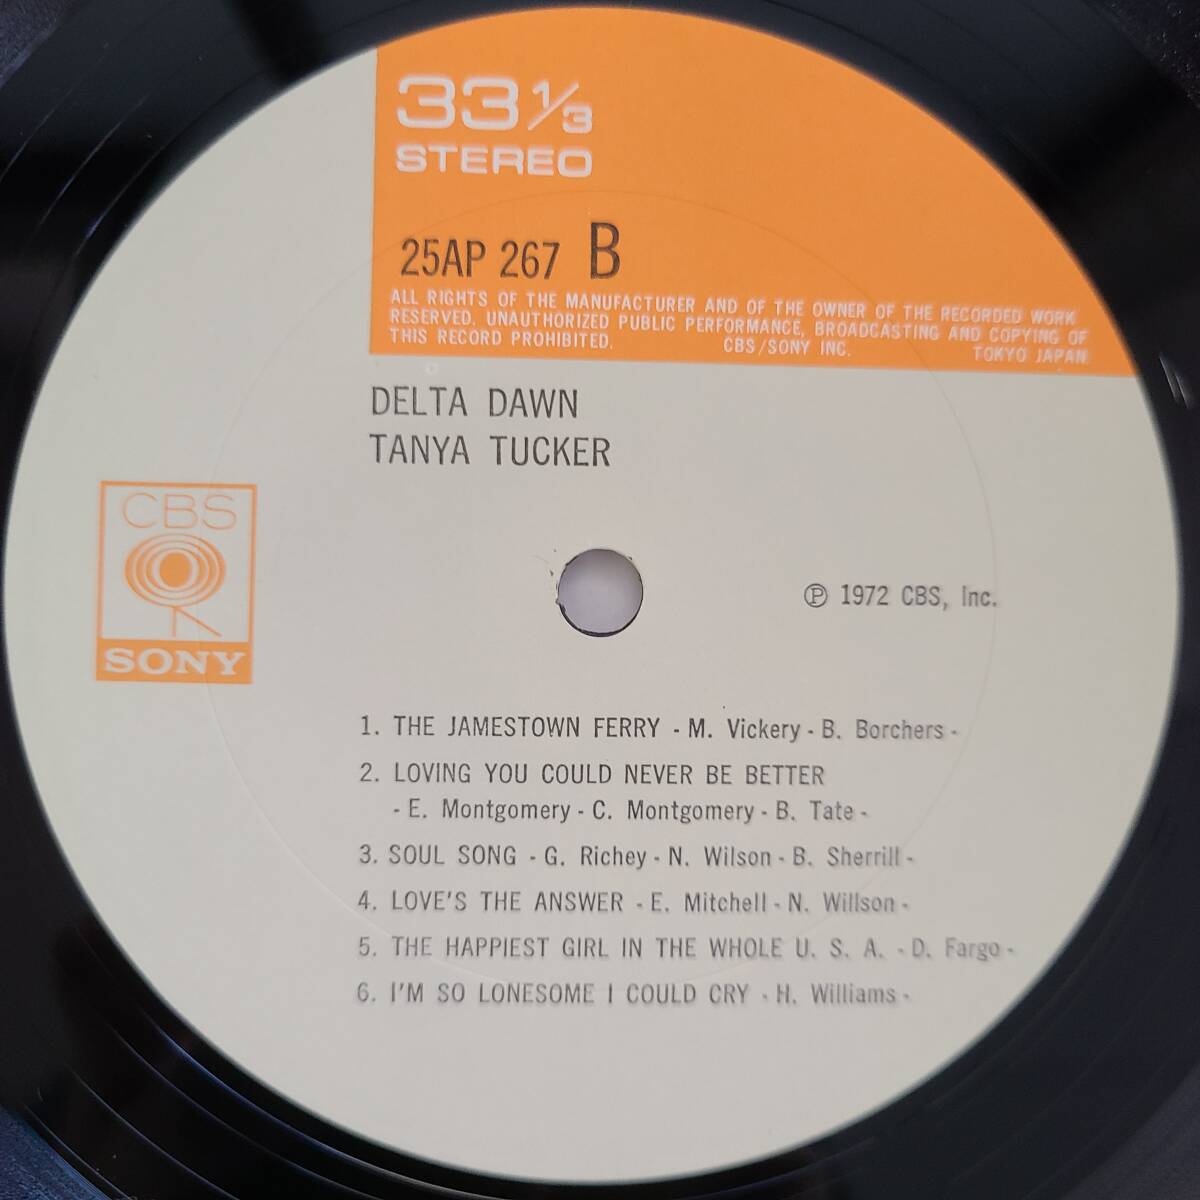 33 1/3
STEREO
25AP 267 B
ALL RIGHTS OF THE MANUFACTURER AND OF THE OWNER OF THE RECORDED WORK
RESERVED. UNAUTHORIZED PUBLIC PERFORMANCE, BROADCASTING AND COPYING OF
THIS RECORD PROHIBITED. CBS/SONY INC. TOKYO JAPAN
DELTA DAWN
TANYA TUCKER
CBS
SONY
℗ 1972 CBS, Inc.
1. THE JAMESTOWN FERRY - M. Vickery - B. Borchers -
2. LOVING YOU COULD NEVER BE BETTER
- E. Montgomery - C. Montgomery - B. Tate -
3. SOUL SONG - G. Richey - N. Wilson - B. Sherrill -
4. LOVE'S THE ANSWER - E. Mitchell - N. Willson -
5. THE HAPPIEST GIRL IN THE WHOLE U. S. A. - D. Fargo -
6. I'M SO LONESOME I COULD CRY - H. Williams -